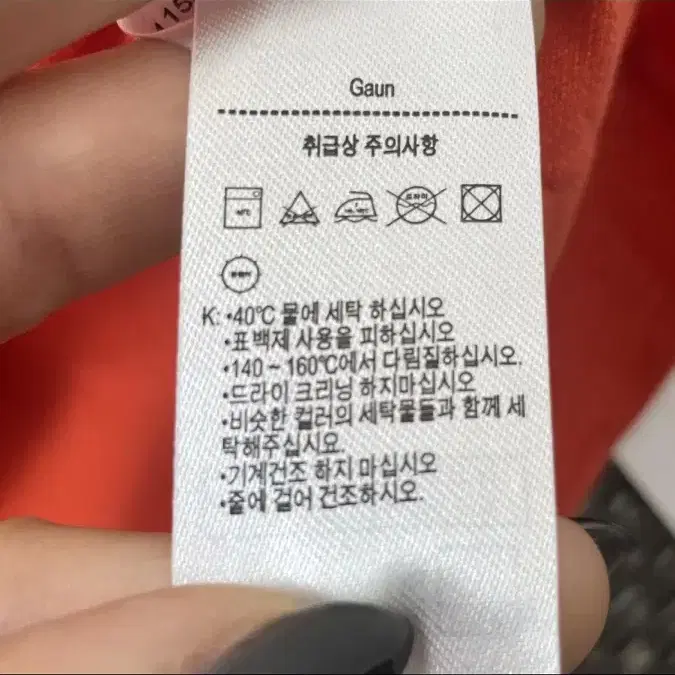 115
Gaun
취급상 주의사항
K: •40℃ 물에 세탁 하십시오
•표백제 사용을 피하십시오
•140 ~ 160℃에서 다림질하십시오.
•드라이 크리닝 하지마십시오
•비슷한 컬러의 세탁물들과 함께 세
탁해주십시요.
•기계건조 하지 마십시오
•줄에 걸어 건조하시오.